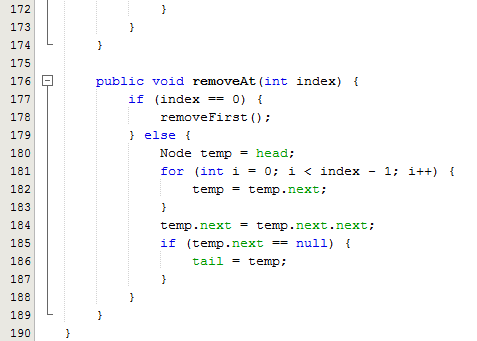 172                 }
173             }
174         }
175
176         public void removeAt(int index) {
177             if (index == 0) {
178                 removeFirst();
179             } else {
180                 Node temp = head;
181                 for (int i = 0; i < index - 1; i++) {
182                     temp = temp.next;
183                 }
184                 temp.next = temp.next.next;
185                 if (temp.next == null) {
186                     tail = temp;
187                 }
188             }
189         }
190     }